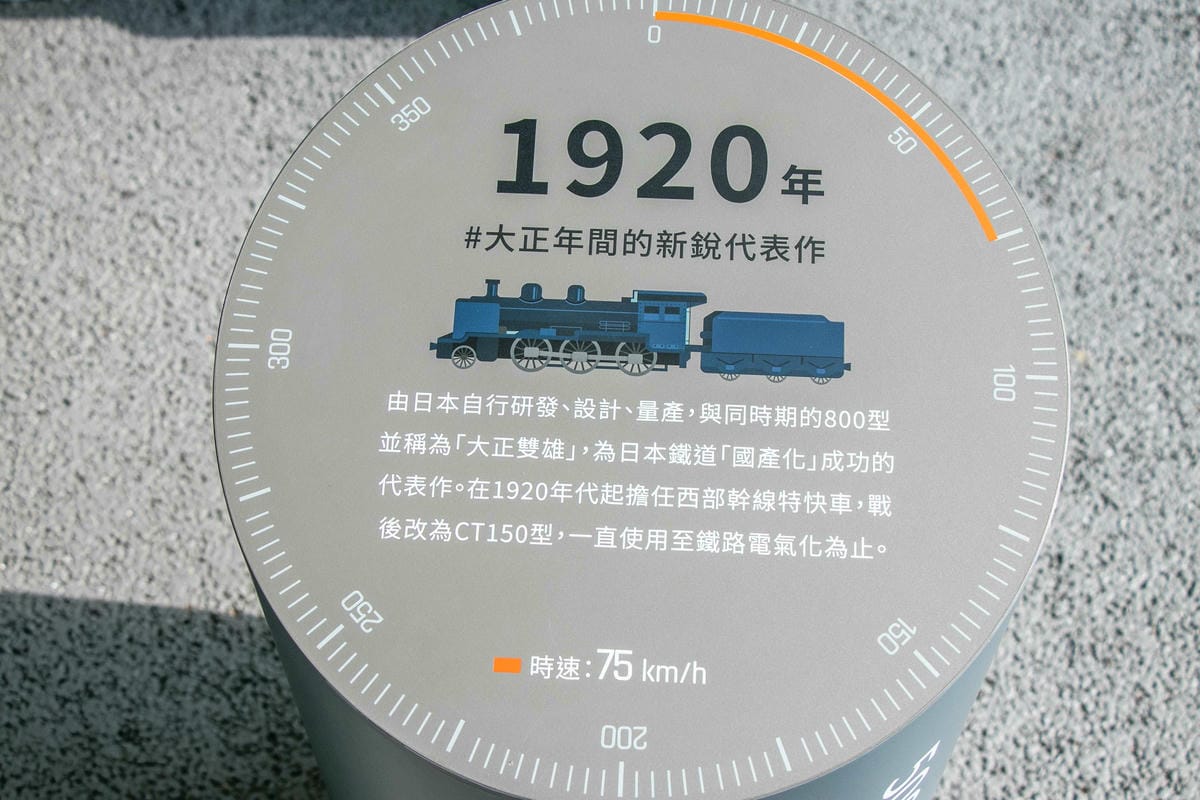 0
50
100
150
200
250
300
350
1920年
#大正年間的新銳代表作
由日本自行研發、設計、量產，與同時期的800型
並稱為「大正雙雄」，為日本鐵道「國產化」成功的
代表作。在1920年代起擔任西部幹線特快車，戰
後改為CT150型，一直使用至鐵路電氣化為止。
時速：75 km/h